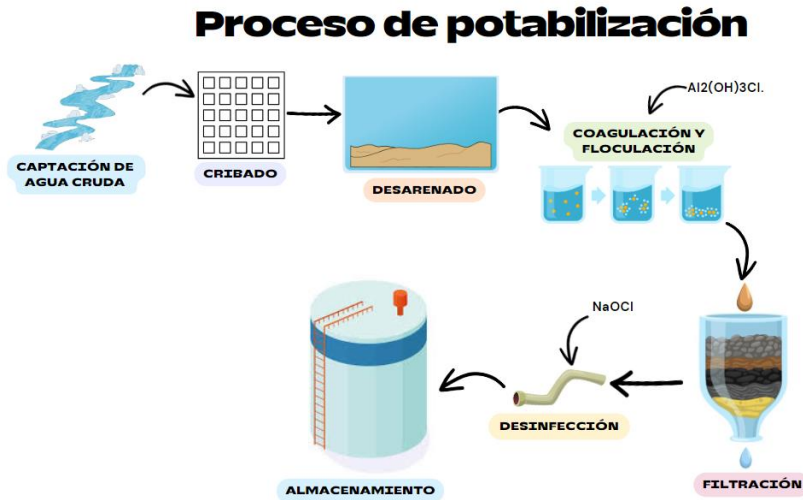 Proceso de potabilización
Al2(OH)3Cl.
CAPTACIÓN DE
AGUA CRUDA
CRIBADO
DESARENADO
COAGULACIÓN Y
FLOCULACIÓN
NaOCl
FILTRACIÓN
DESINFECCIÓN
ALMACENAMIENTO